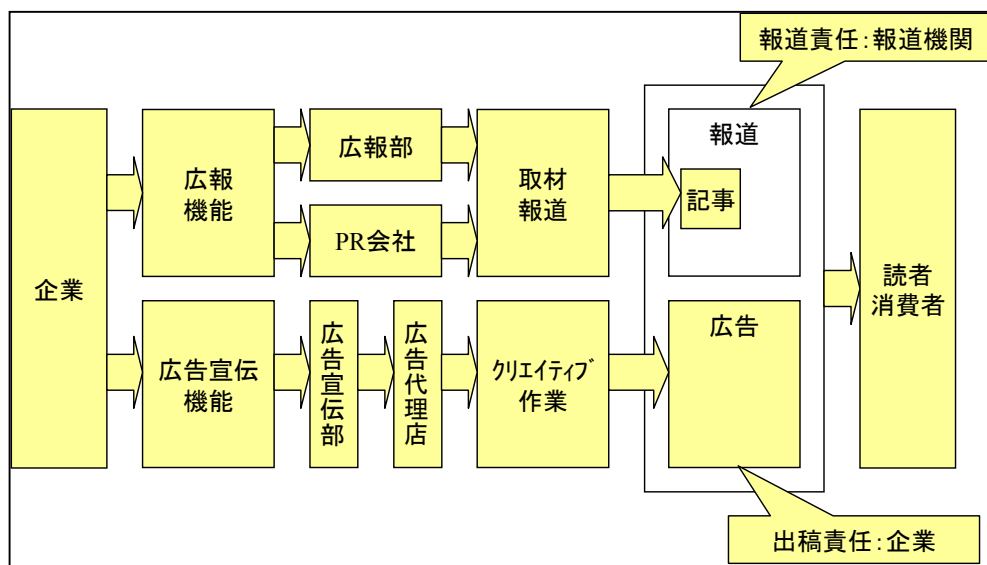 報道責任：報道機関
企業
広報
機能
広報部
PR会社
取材
報道
報道
記事
広告宣伝
機能
広告宣伝部
広告代理店
ｸﾘｴｲﾃｨﾌﾞ
作業
広告
読者
消費者
出稿責任：企業